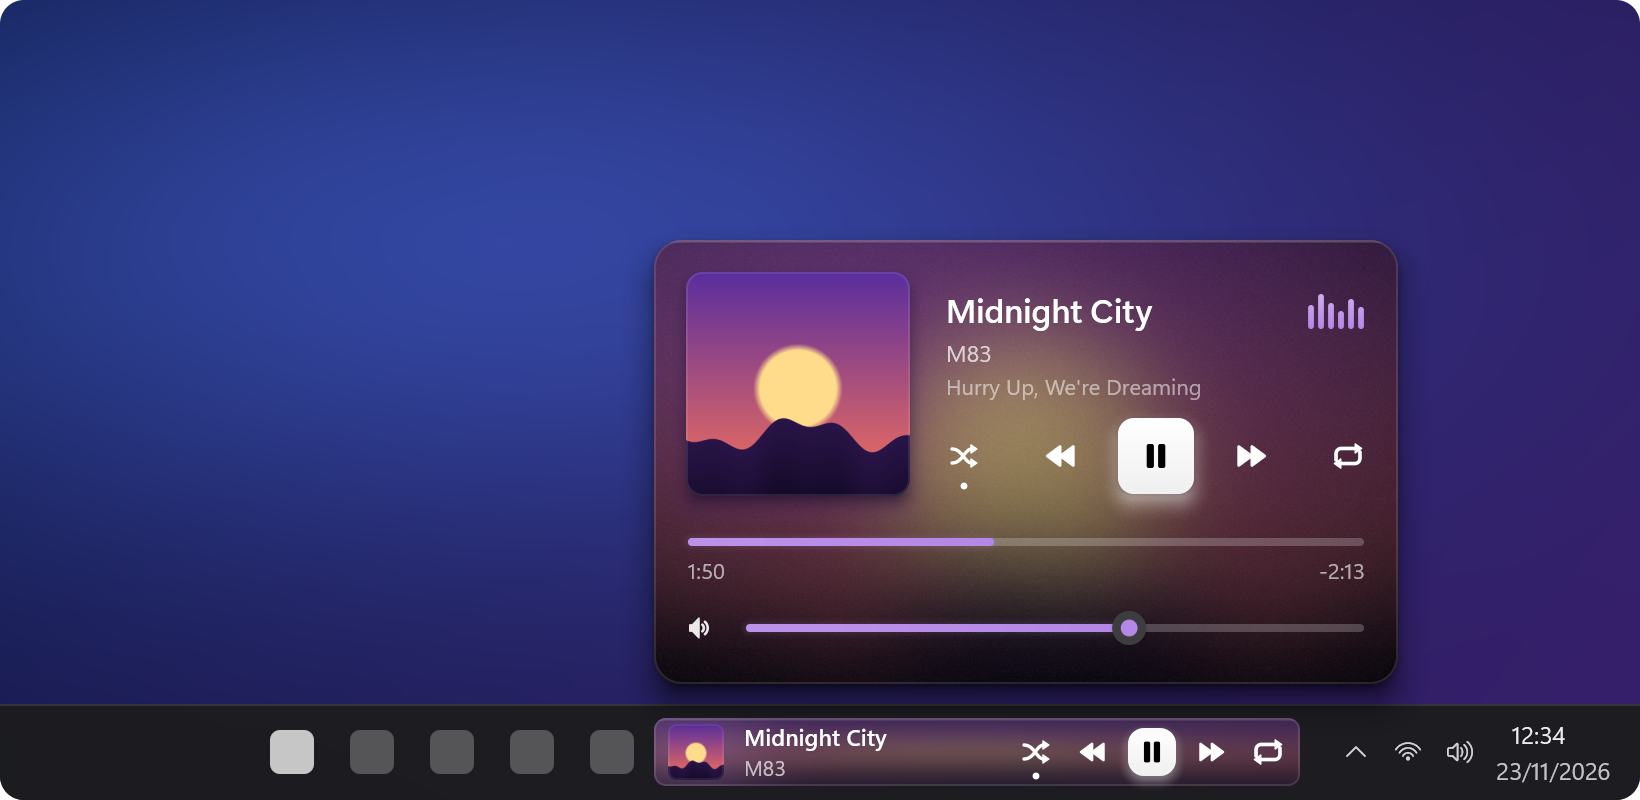 Midnight City
M83
Hurry Up, We're Dreaming
1:50
-2:13
Midnight City
M83
12:34
23/11/2026